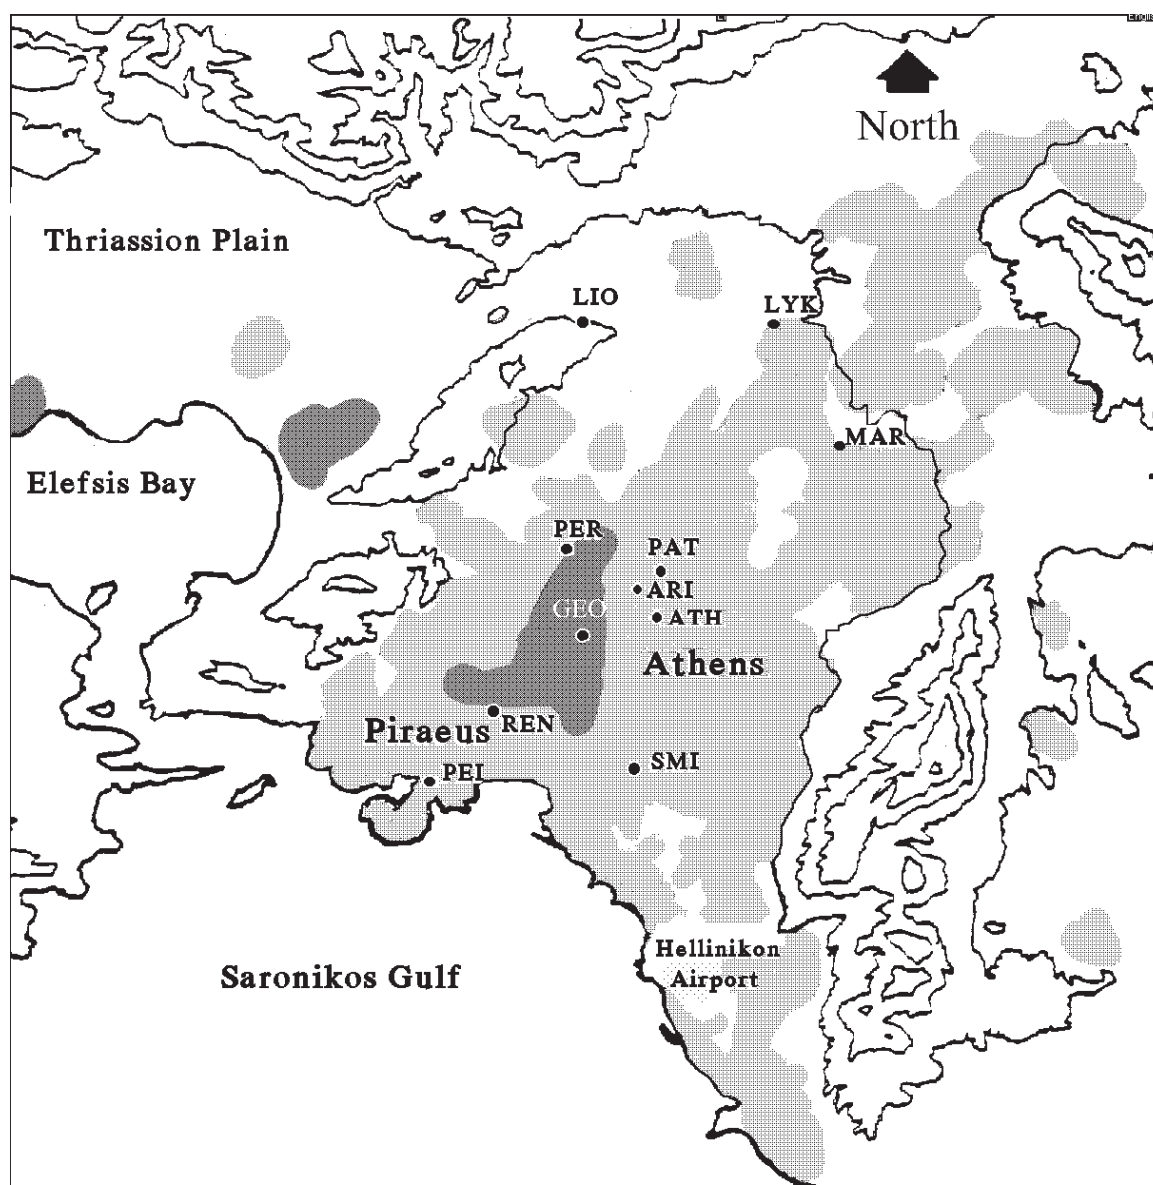 North
Thriassion Plain
LIO
LYK
MAR
Elefsis Bay
PER
PAT
ARI
GEO
ATH
Athens
REN
Piraeus
SMI
PEI
Hellinikon
Airport
Saronikos Gulf